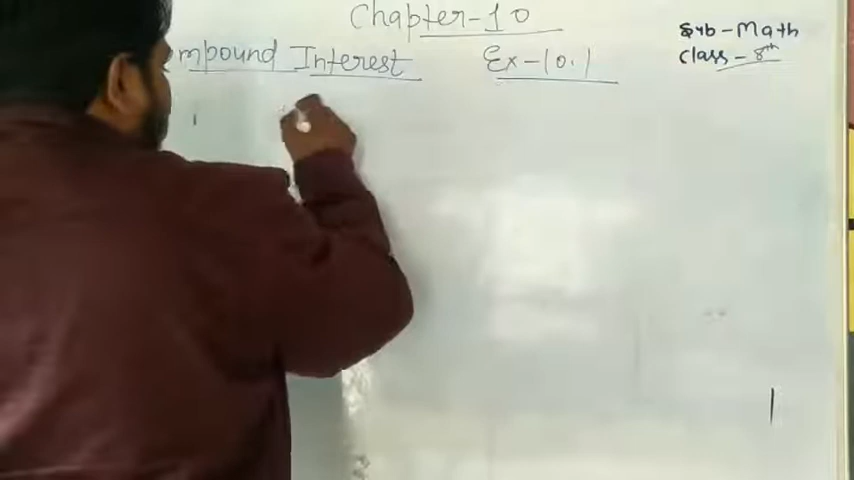 Chapter-10
mpound Interest Ex-10.1
Sub-Math
Class-8th